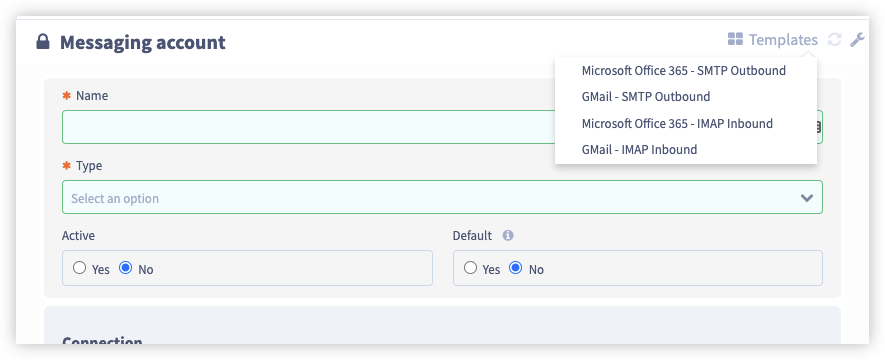 Messaging account
Templates
Microsoft Office 365 - SMTP Outbound
GMail - SMTP Outbound
Microsoft Office 365 - IMAP Inbound
GMail - IMAP Inbound
* Name
* Type
Select an option
Active
Default
Yes No
Yes No
Connection